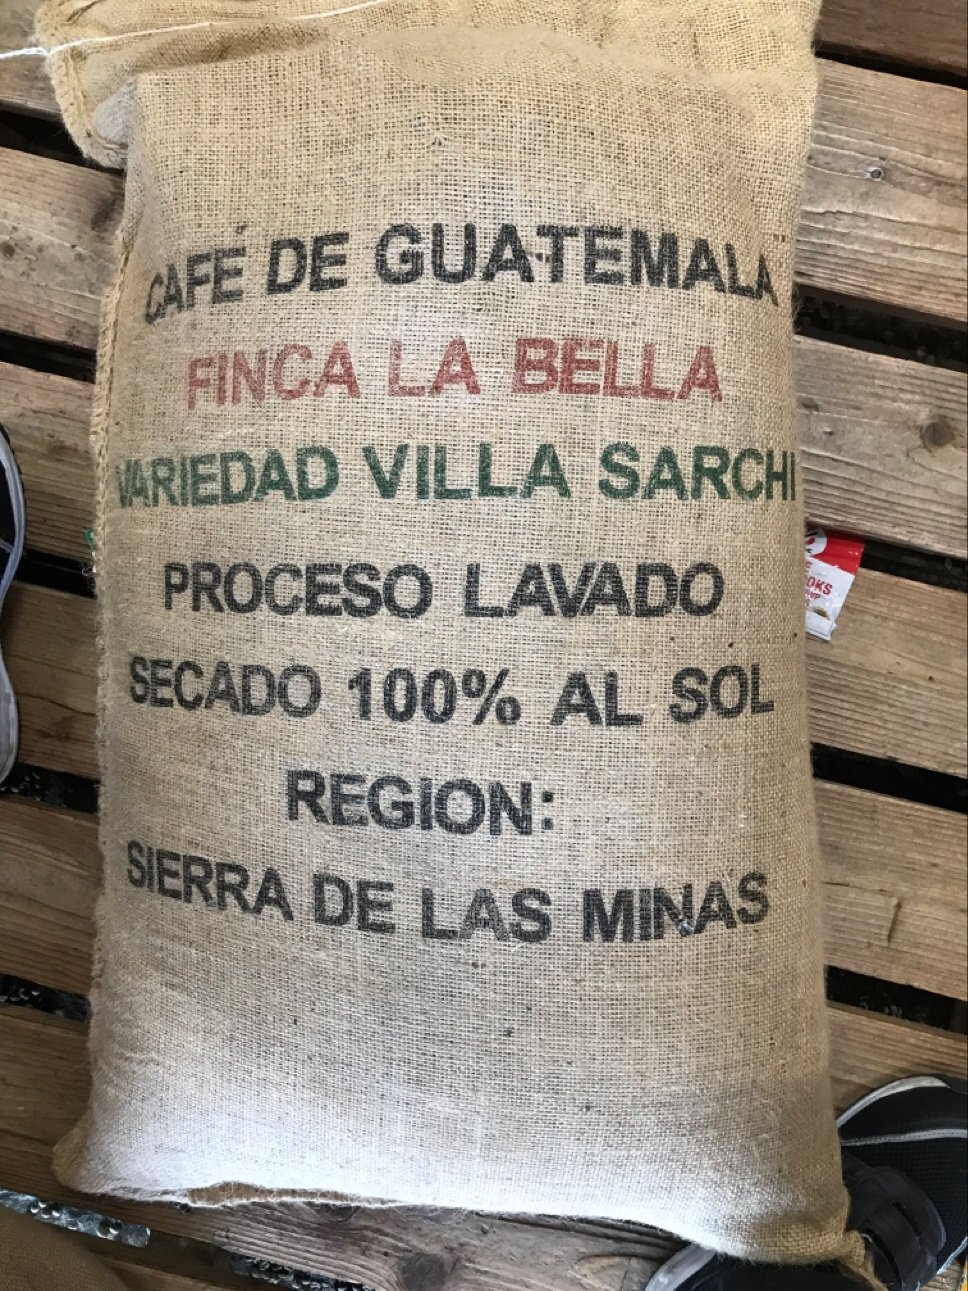 CAFÉ DE GUATEMALA
FINCA LA BELLA
VARIEDAD VILLA SARCHI
PROCESO LAVADO
SECADO 100% AL SOL
REGION:
SIERRA DE LAS MINAS